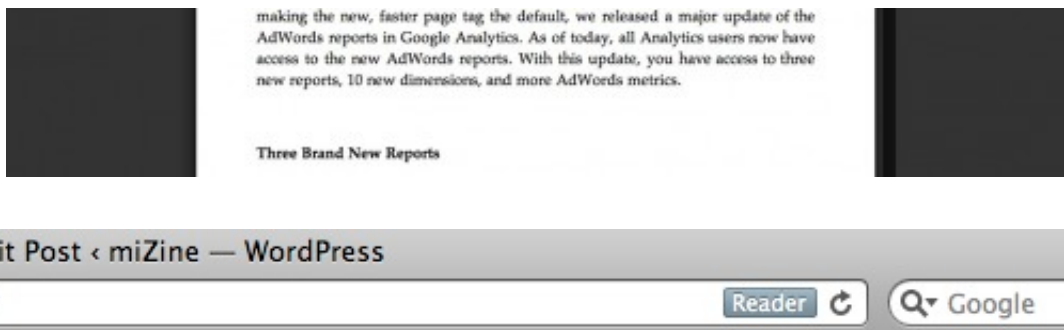 making the new, faster page tag the default, we released a major update of the
AdWords reports in Google Analytics. As of today, all Analytics users now have
access to the new AdWords reports. With this update, you have access to three
new reports, 10 new dimensions, and more AdWords metrics.
Three Brand New Reports
it Post ‹ miZine — WordPress
Reader
Google